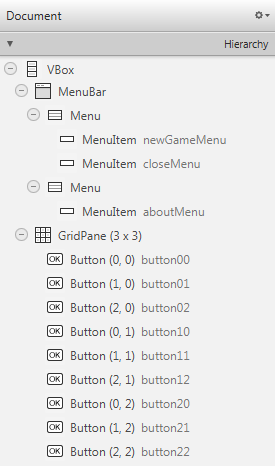 Document
Hierarchy
VBox
MenuBar
Menu
MenuItem newGameMenu
MenuItem closeMenu
Menu
MenuItem aboutMenu
GridPane (3 x 3)
OK Button (0, 0) button00
OK Button (1, 0) button01
OK Button (2, 0) button02
OK Button (0, 1) button10
OK Button (1, 1) button11
OK Button (2, 1) button12
OK Button (0, 2) button20
OK Button (1, 2) button21
OK Button (2, 2) button22